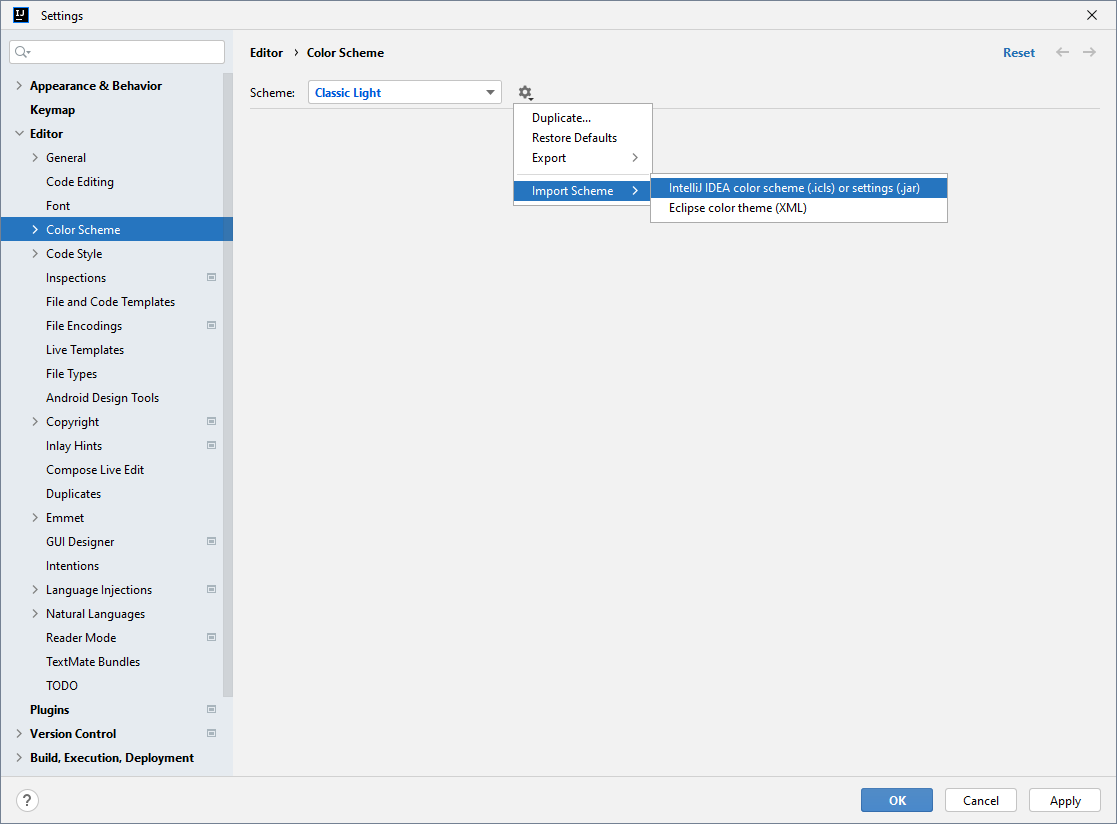 IJ
Settings
Appearance & Behavior
Keymap
Editor
General
Code Editing
Font
Color Scheme
Code Style
Inspections
File and Code Templates
File Encodings
Live Templates
File Types
Android Design Tools
Copyright
Inlay Hints
Compose Live Edit
Duplicates
Emmet
GUI Designer
Intentions
Language Injections
Natural Languages
Reader Mode
TextMate Bundles
TODO
Plugins
Version Control
Build, Execution, Deployment
Editor › Color Scheme
Reset
Scheme: Classic Light
Duplicate...
Restore Defaults
Export
Import Scheme
IntelliJ IDEA color scheme (.icls) or settings (.jar)
Eclipse color theme (XML)
?
OK
Cancel
Apply